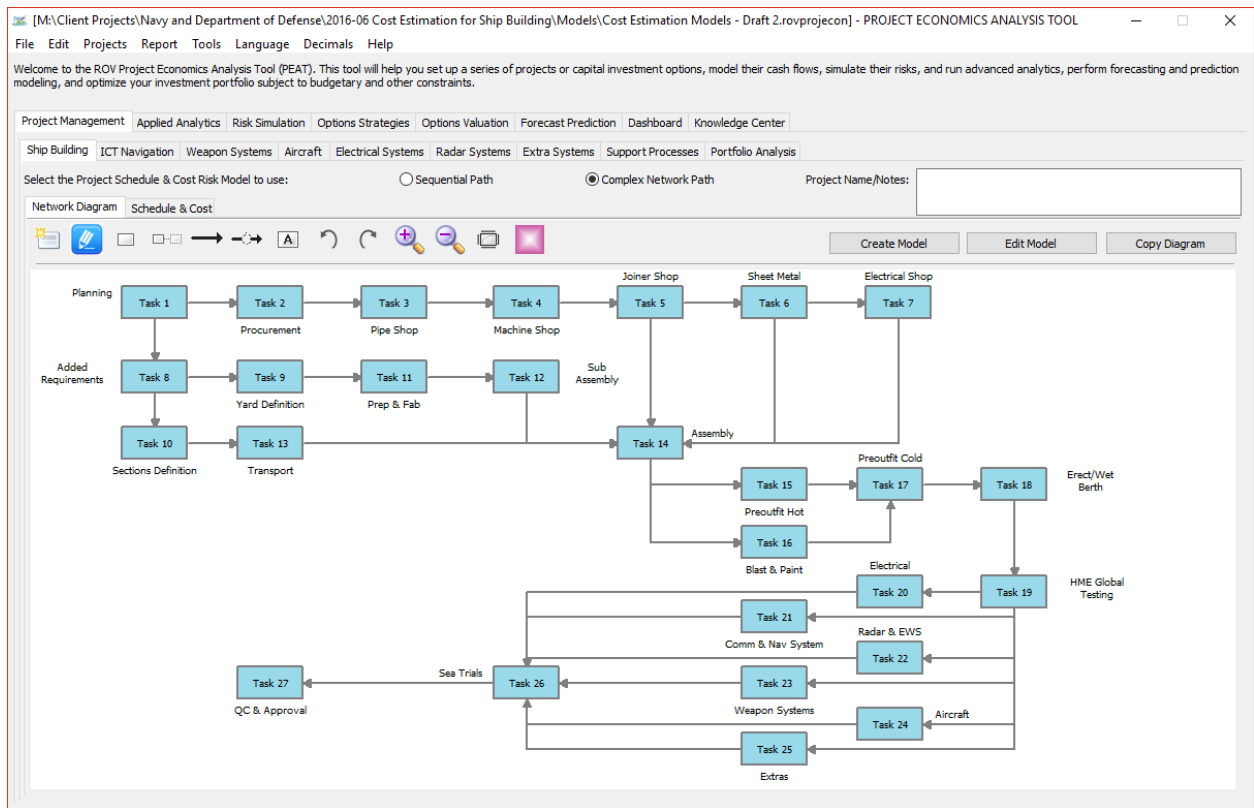 [M:\Client Projects\Navy and Department of Defense\2016-06 Cost Estimation for Ship Building\Models\Cost Estimation Models - Draft 2.rovprojecon] - PROJECT ECONOMICS ANALYSIS TOOL
File Edit Projects Report Tools Language Decimals Help
Welcome to the ROV Project Economics Analysis Tool (PEAT). This tool will help you set up a series of projects or capital investment options, model their cash flows, simulate their risks, and run advanced analytics, perform forecasting and prediction
modeling, and optimize your investment portfolio subject to budgetary and other constraints.
Project Management Applied Analytics Risk Simulation Options Strategies Options Valuation Forecast Prediction Dashboard Knowledge Center
Ship Building ICT Navigation Weapon Systems Aircraft Electrical Systems Radar Systems Extra Systems Support Processes Portfolio Analysis
Select the Project Schedule & Cost Risk Model to use: Sequential Path Complex Network Path Project Name/Notes:
Network Diagram Schedule & Cost
A Create Model Edit Model Copy Diagram
Joiner Shop Sheet Metal Electrical Shop
Planning Task 1 Task 2 Task 3 Task 4 Task 5 Task 6 Task 7
Procurement Pipe Shop Machine Shop
Added
Requirements
Task 8 Task 9 Task 11 Task 12
Sub
Assembly
Yard Definition Prep & Fab
Task 10 Task 13 Task 14 Assembly
Sections Definition Transport
Preoutfit Cold
Task 15 Task 17 Task 18
Erect/Wet
Berth
Preoutfit Hot
Task 16
Blast & Paint
Electrical
Task 20 Task 19
HME Global
Testing
Task 21
Comm & Nav System
Radar & EWS
Task 22
Sea Trials
Task 27 Task 26 Task 23
QC & Approval Weapon Systems
Task 24 Aircraft
Task 25
Extras